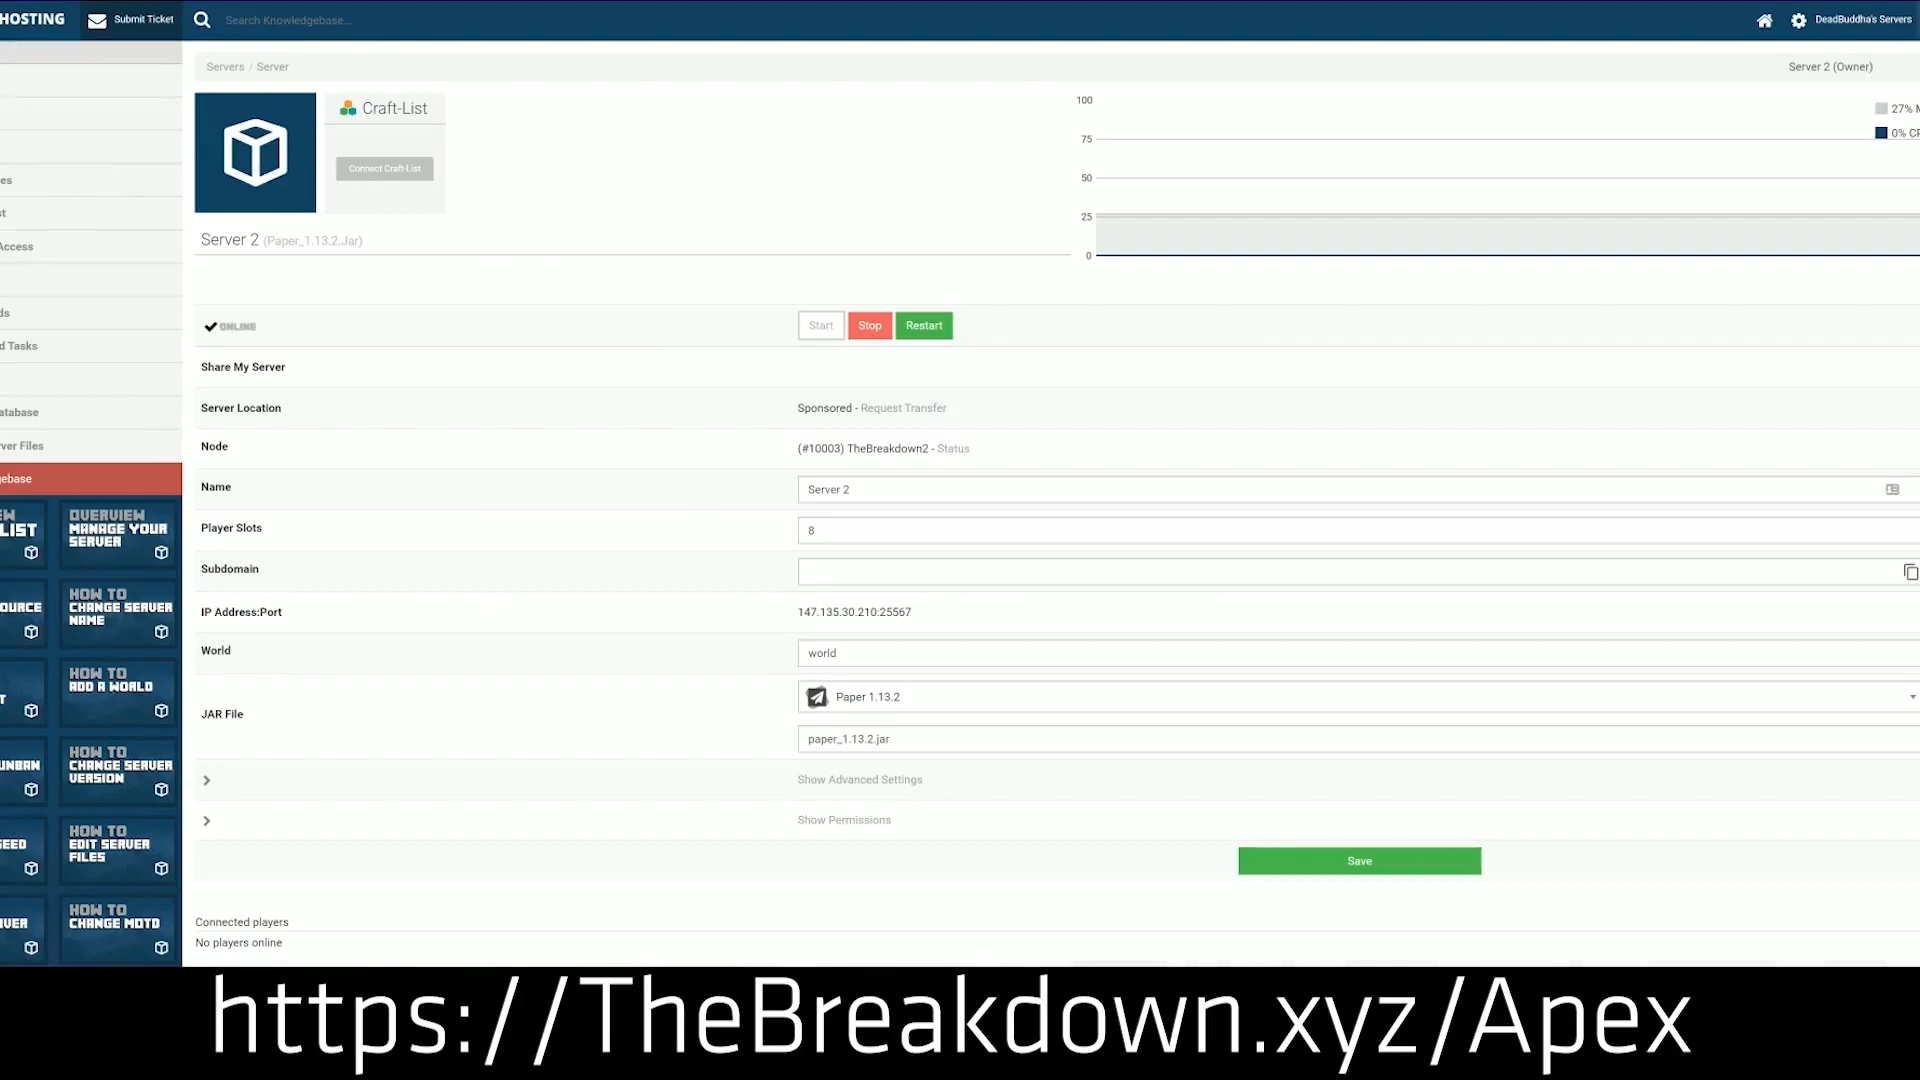 HOSTING
Submit Ticket
Search Knowledgebase...
DeadBuddha's Servers
Servers / Server
Server 2 (Owner)
Craft-List
Connect Craft-List
100
75
50
25
0
27% M
0% CP
Server 2 (Paper_1.13.2.Jar)
es
st
Access
ds
d Tasks
atabase
ver Files
gebase
ONLINE
Start
Stop
Restart
Share My Server
Server Location
Sponsored - Request Transfer
Node
(#10003) TheBreakdown2 - Status
Name
Server 2
Player Slots
8
Subdomain
IP Address:Port
147.135.30.210:25567
World
world
JAR File
Paper 1.13.2
paper_1.13.2.jar
Show Advanced Settings
Show Permissions
Save
Connected players
No players online
EW
LIST
OVERVIEW
MANAGE YOUR
SERVER
OURCE
HOW TO
CHANGE SERVER
NAME
T
HOW TO
ADD A WORLD
UNBAN
HOW TO
CHANGE SERVER
VERSION
SEED
HOW TO
EDIT SERVER
FILES
RVER
HOW TO
CHANGE MOTD
https://TheBreakdown.xyz/Apex